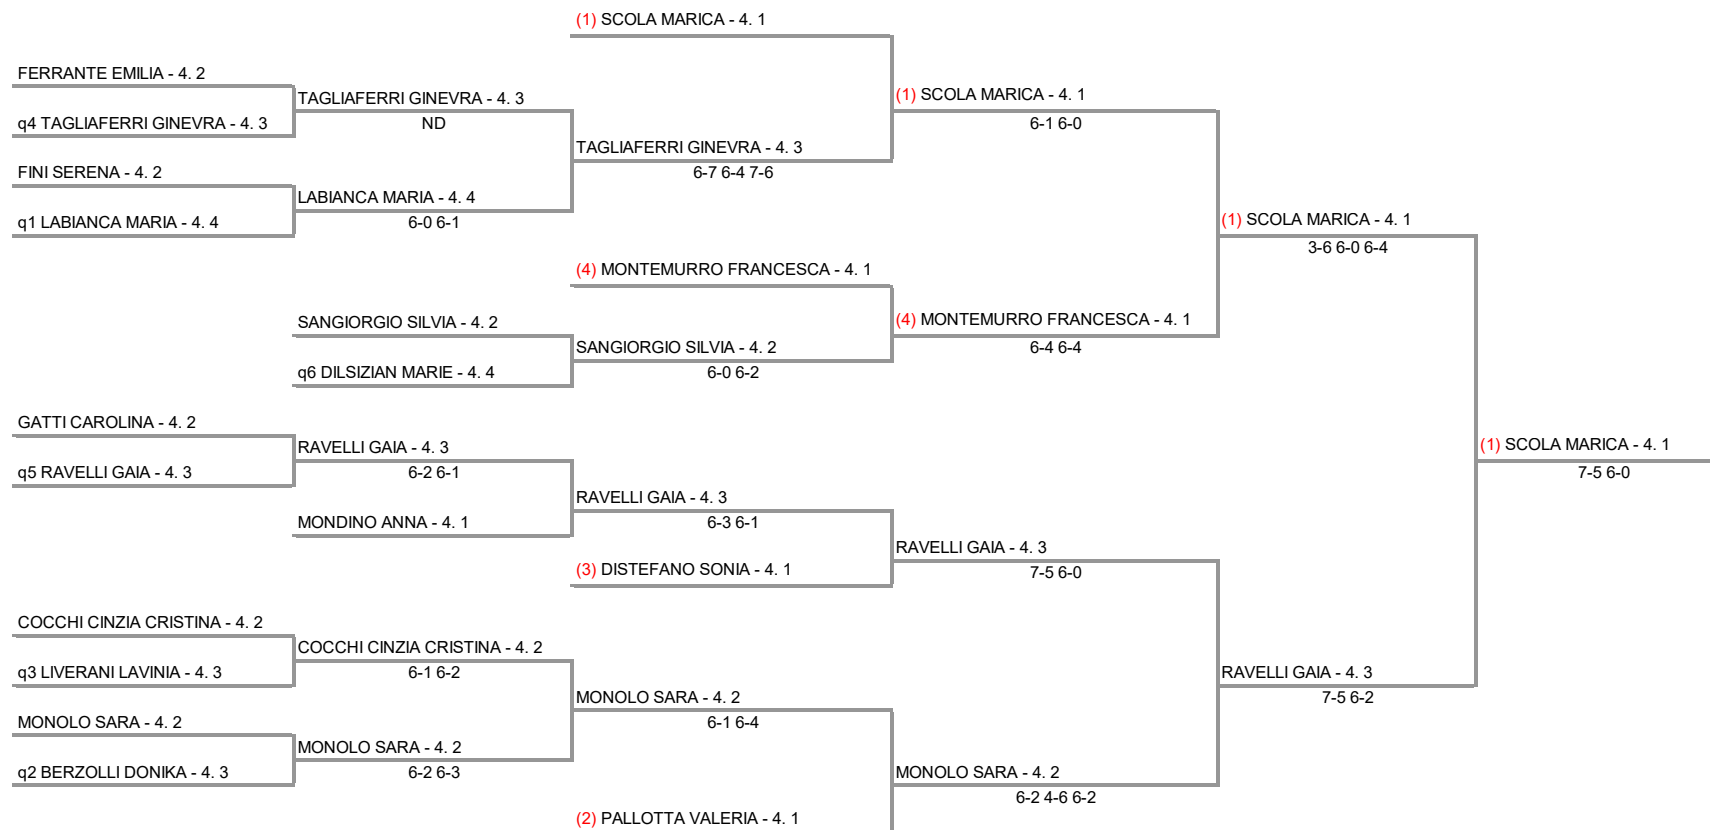 (1) SCOLA MARICA - 4. 1
FERRANTE EMILIA - 4. 2
TAGLIAFERRI GINEVRA - 4. 3
(1) SCOLA MARICA - 4. 1
q4 TAGLIAFERRI GINEVRA - 4. 3
ND
6-1 6-0
TAGLIAFERRI GINEVRA - 4. 3
FINI SERENA - 4. 2
6-7 6-4 7-6
LABIANCA MARIA - 4. 4
q1 LABIANCA MARIA - 4. 4
6-0 6-1
(1) SCOLA MARICA - 4. 1
3-6 6-0 6-4
(4) MONTEMURRO FRANCESCA - 4. 1
SANGIORGIO SILVIA - 4. 2
(4) MONTEMURRO FRANCESCA - 4. 1
SANGIORGIO SILVIA - 4. 2
6-4 6-4
q6 DILSIZIAN MARIE - 4. 4
6-0 6-2
GATTI CAROLINA - 4. 2
RAVELLI GAIA - 4. 3
(1) SCOLA MARICA - 4. 1
q5 RAVELLI GAIA - 4. 3
6-2 6-1
7-5 6-0
RAVELLI GAIA - 4. 3
MONDINO ANNA - 4. 1
6-3 6-1
RAVELLI GAIA - 4. 3
(3) DISTEFANO SONIA - 4. 1
7-5 6-0
COCCHI CINZIA CRISTINA - 4. 2
COCCHI CINZIA CRISTINA - 4. 2
q3 LIVERANI LAVINIA - 4. 3
6-1 6-2
RAVELLI GAIA - 4. 3
MONOLO SARA - 4. 2
7-5 6-2
MONOLO SARA - 4. 2
6-1 6-4
MONOLO SARA - 4. 2
q2 BERZOLLI DONIKA - 4. 3
6-2 6-3
MONOLO SARA - 4. 2
6-2 4-6 6-2
(2) PALLOTTA VALERIA - 4. 1